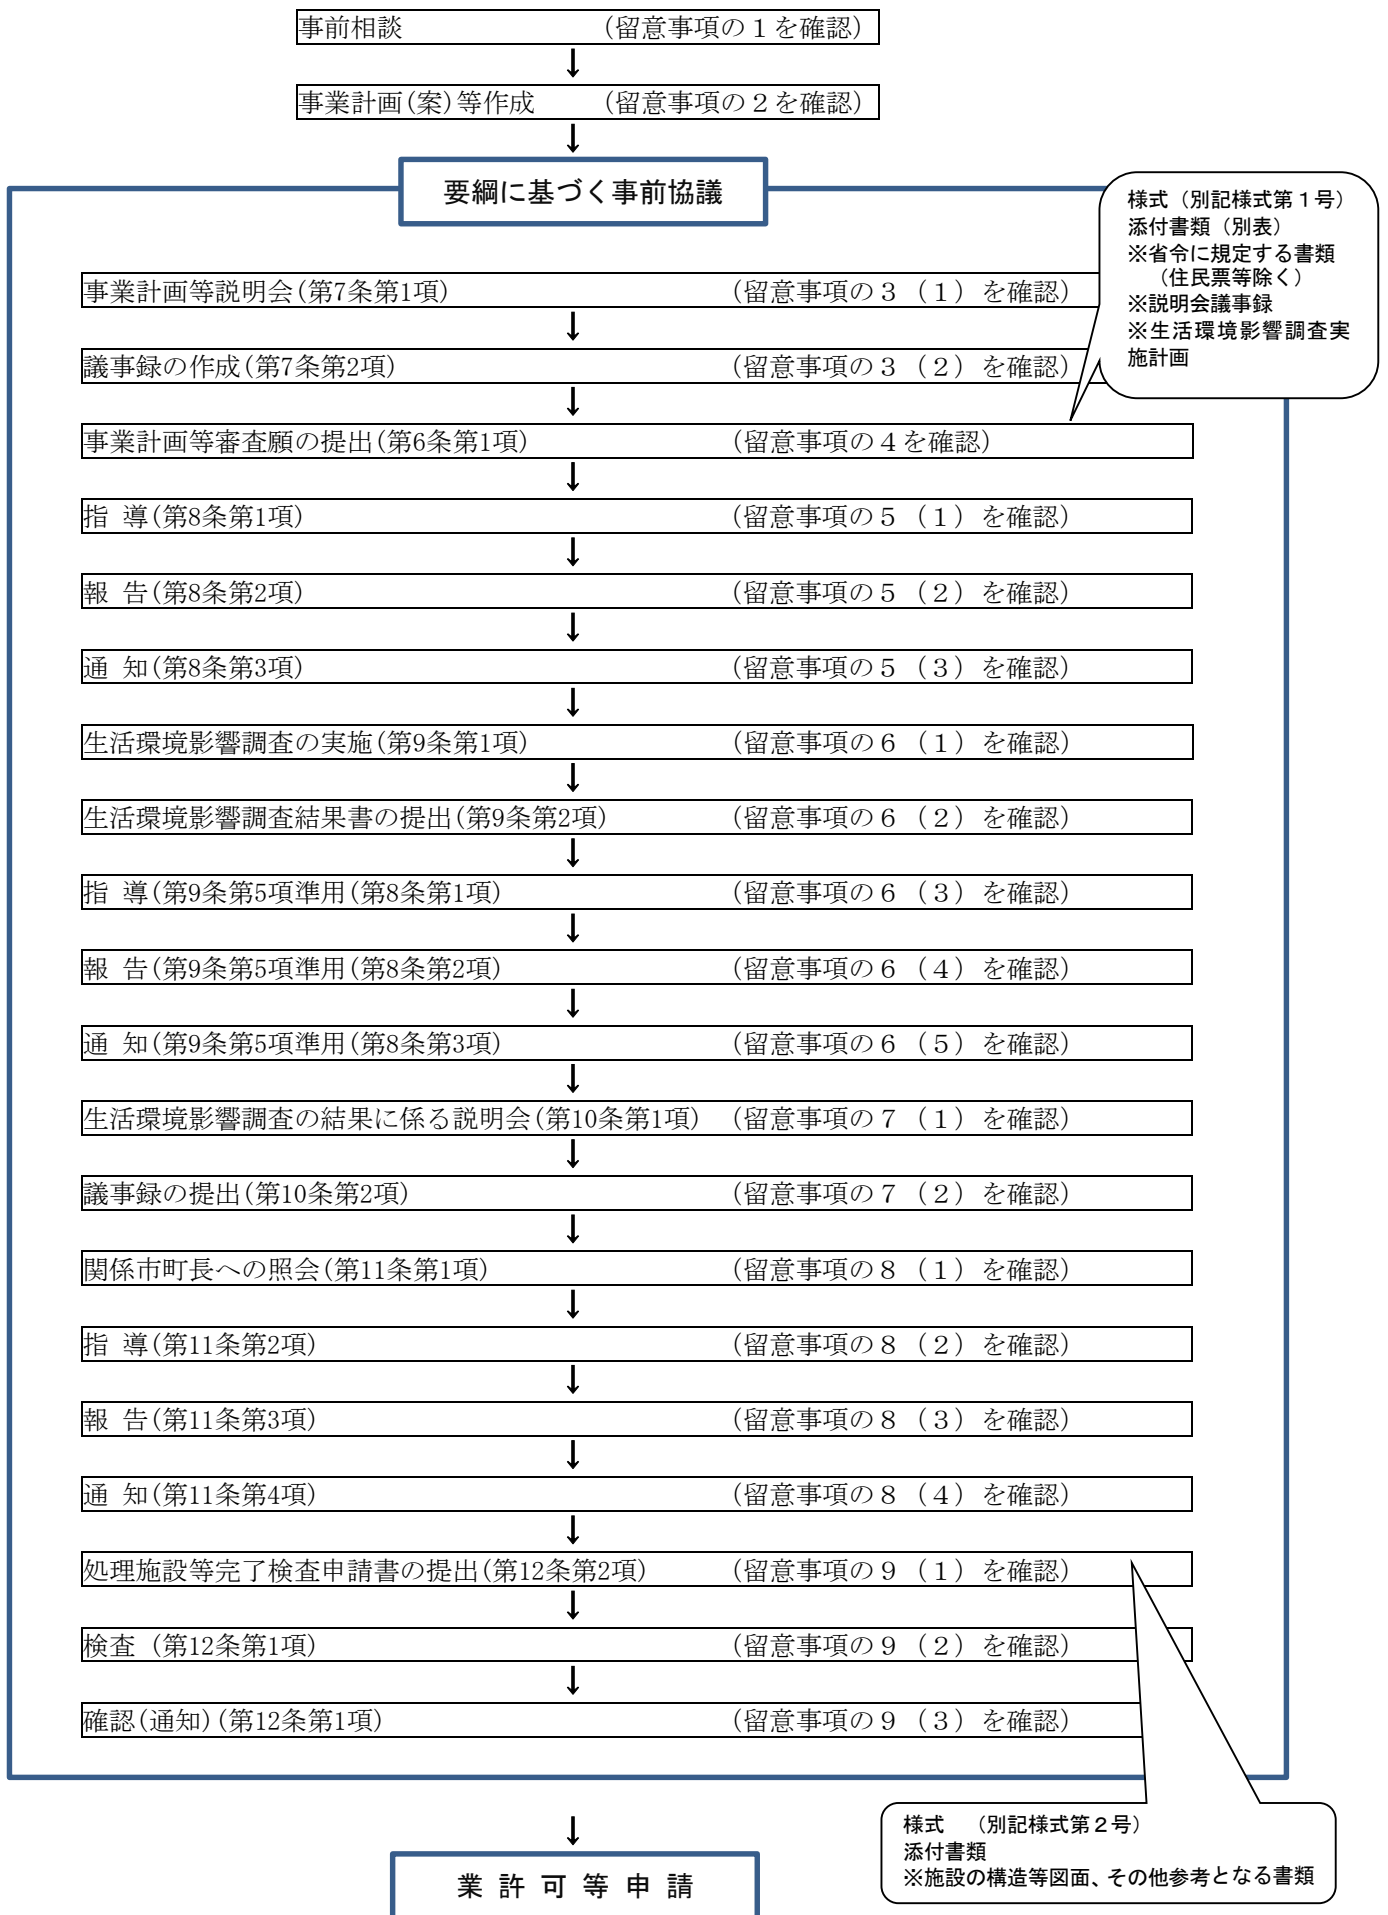 事前相談 （留意事項の１を確認）
事業計画(案)等作成 （留意事項の２を確認）
要綱に基づく事前協議
様式（別記様式第１号）
添付書類（別表）
※省令に規定する書類
（住民票等除く）
※説明会議事録
※生活環境影響調査実
施計画
事業計画等説明会(第7条第1項) （留意事項の３（１）を確認）
議事録の作成(第7条第2項) （留意事項の３（２）を確認）
事業計画等審査願の提出(第6条第1項) （留意事項の４を確認）
指 導(第8条第1項) （留意事項の５（１）を確認）
報 告(第8条第2項) （留意事項の５（２）を確認）
通 知(第8条第3項) （留意事項の５（３）を確認）
生活環境影響調査の実施(第9条第1項) （留意事項の６（１）を確認）
生活環境影響調査結果書の提出(第9条第2項) （留意事項の６（２）を確認）
指 導(第9条第5項準用(第8条第1項) （留意事項の６（３）を確認）
報 告(第9条第5項準用(第8条第2項) （留意事項の６（４）を確認）
通 知(第9条第5項準用(第8条第3項) （留意事項の６（５）を確認）
生活環境影響調査の結果に係る説明会(第10条第1項) （留意事項の７（１）を確認）
議事録の提出(第10条第2項) （留意事項の７（２）を確認）
関係市町長への照会(第11条第1項) （留意事項の８（１）を確認）
指 導(第11条第2項) （留意事項の８（２）を確認）
報 告(第11条第3項) （留意事項の８（３）を確認）
通 知(第11条第4項) （留意事項の８（４）を確認）
処理施設等完了検査申請書の提出(第12条第2項) （留意事項の９（１）を確認）
検査 (第12条第1項) （留意事項の９（２）を確認）
確認(通知)(第12条第1項) （留意事項の９（３）を確認）
様式 （別記様式第２号）
添付書類
※施設の構造等図面、その他参考となる書類
業 許 可 等 申 請